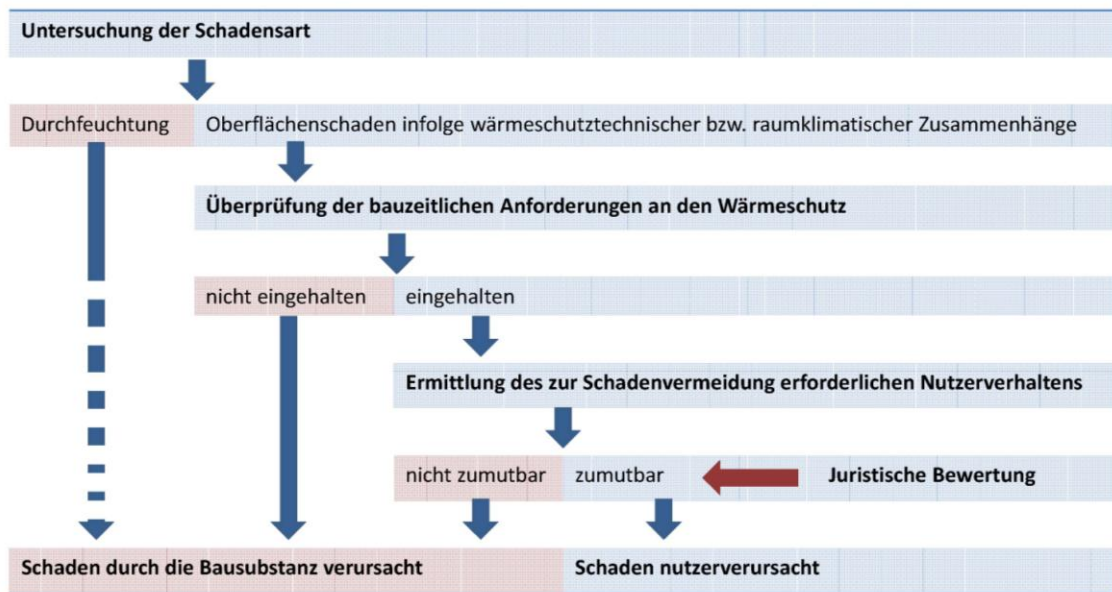 Untersuchung der Schadensart
Durchfeuchtung
Oberflächenschaden infolge wärmeschutztechnischer bzw. raumklimatischer Zusammenhänge
Überprüfung der bauzeitlichen Anforderungen an den Wärmeschutz
nicht eingehalten
eingehalten
Ermittlung des zur Schadenvermeidung erforderlichen Nutzerverhaltens
nicht zumutbar
zumutbar
Juristische Bewertung
Schaden durch die Bausubstanz verursacht
Schaden nutzerverursacht